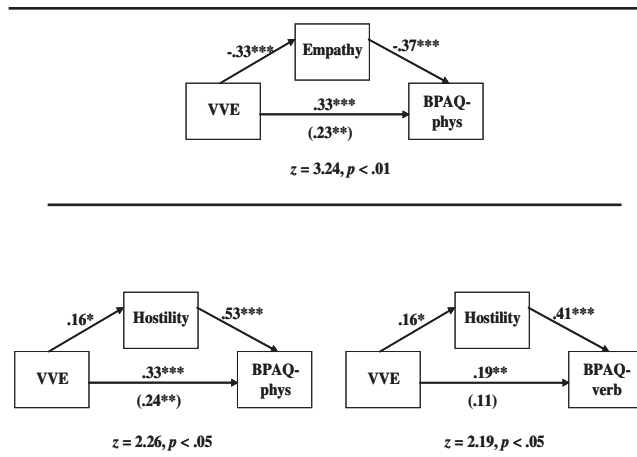 -.33***
Empathy
-.37***
VVE
.33***
(.23**)
BPAQ-
phys
z = 3.24, p < .01
.16*
Hostility
.53***
VVE
.33***
(.24**)
BPAQ-
phys
z = 2.26, p < .05
.16*
Hostility
.41***
VVE
.19**
(.11)
BPAQ-
verb
z = 2.19, p < .05